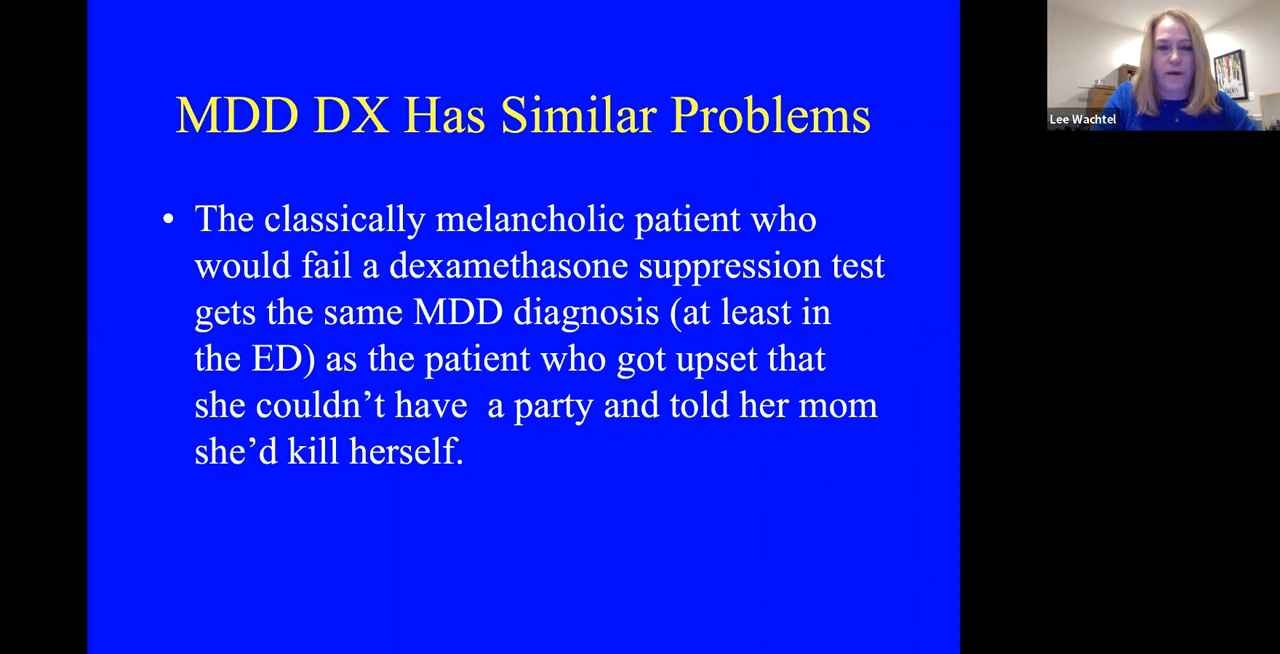 MDD DX Has Similar Problems
• The classically melancholic patient who
would fail a dexamethasone suppression test
gets the same MDD diagnosis (at least in
the ED) as the patient who got upset that
she couldn’t have  a party and told her mom
she’d kill herself.
Lee Wachtel